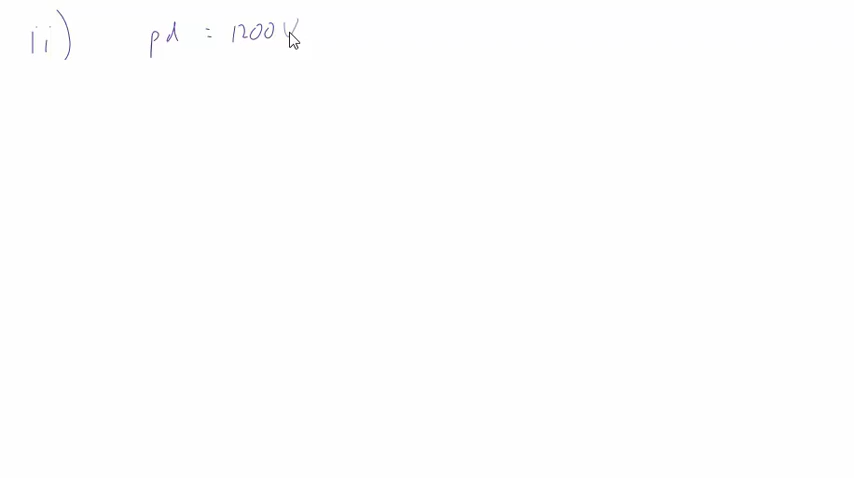 ii) pd = 1200 V